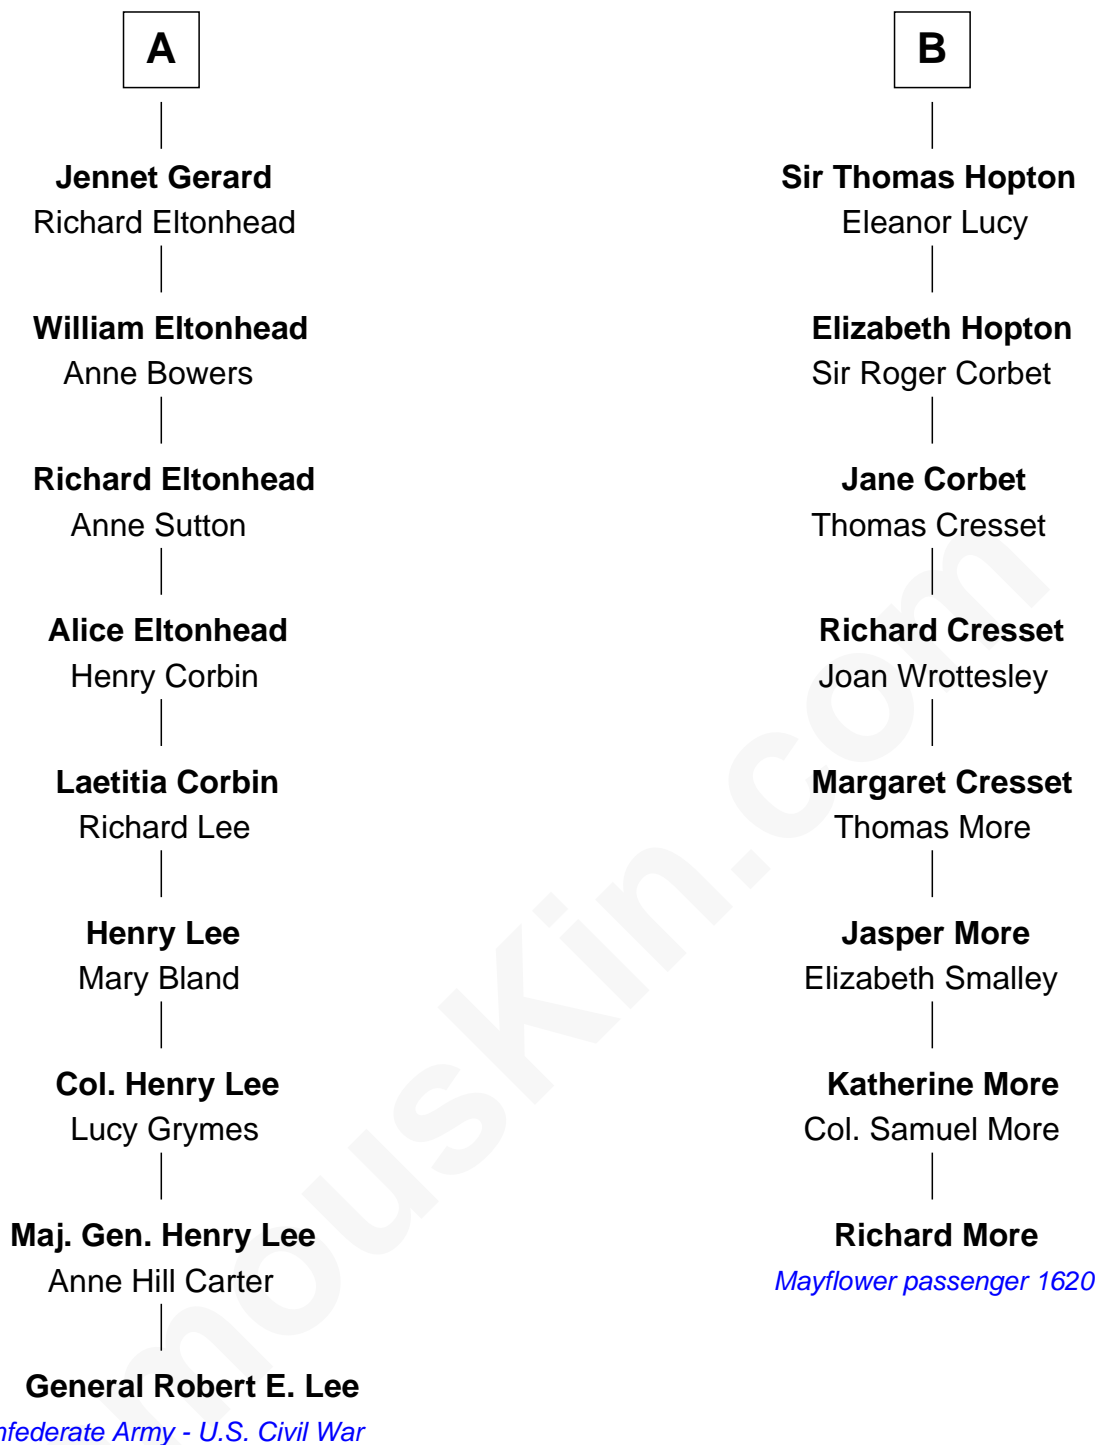 A
Jennet Gerard
Richard Eltonhead
William Eltonhead
Anne Bowers
Richard Eltonhead
Anne Sutton
Alice Eltonhead
Henry Corbin
Laetitia Corbin
Richard Lee
Henry Lee
Mary Bland
Col. Henry Lee
Lucy Grymes
Maj. Gen. Henry Lee
Anne Hill Carter
General Robert E. Lee
nfederate Army - U.S. Civil War
B
Sir Thomas Hopton
Eleanor Lucy
Elizabeth Hopton
Sir Roger Corbet
Jane Corbet
Thomas Cresset
Richard Cresset
Joan Wrottesley
Margaret Cresset
Thomas More
Jasper More
Elizabeth Smalley
Katherine More
Col. Samuel More
Richard More
Mayflower passenger 1620
mousKin.com